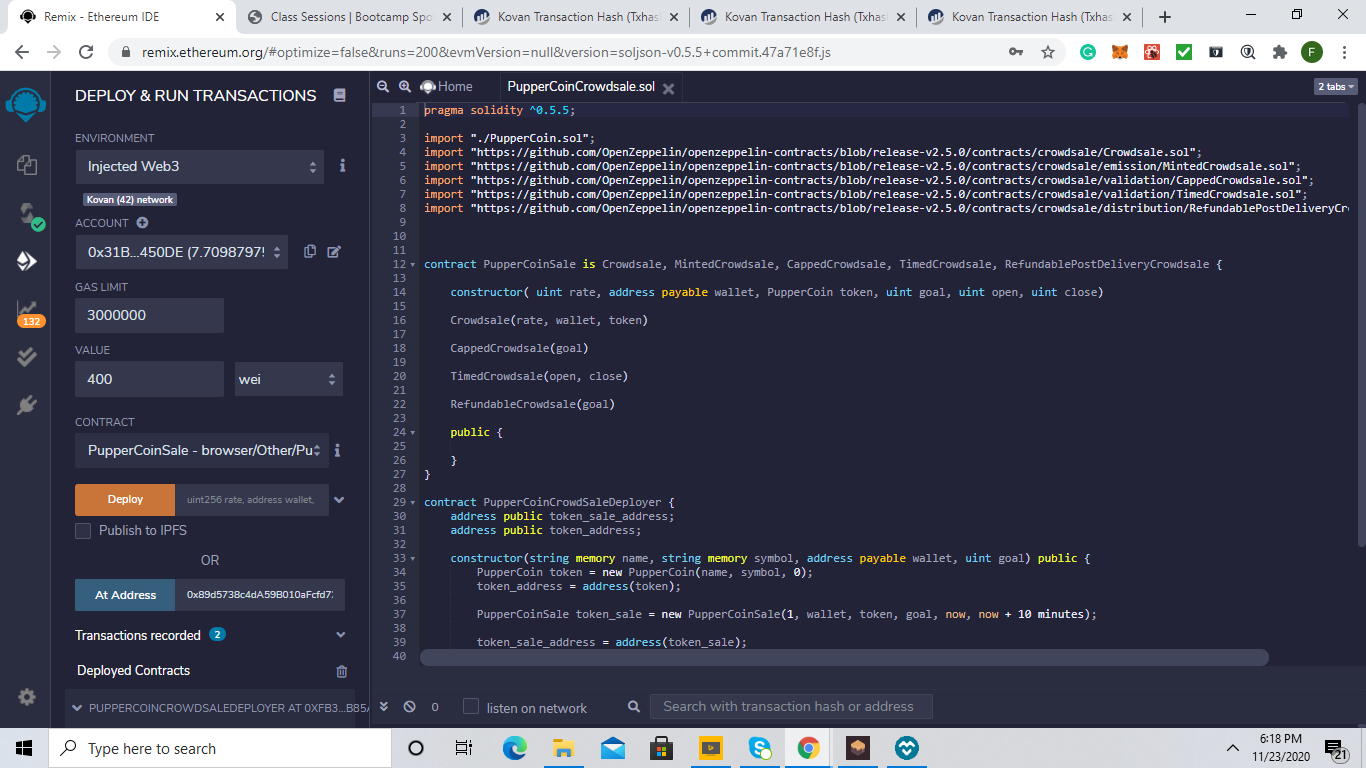 Remix - Ethereum IDE
Class Sessions | Bootcamp Spo
Kovan Transaction Hash (Txhas
Kovan Transaction Hash (Txhas
Kovan Transaction Hash (Txhas
remix.ethereum.org/#optimize=false&runs=200&evmVersion=null&version=soljson-v0.5.5+commit.47a71e8f.js
F
DEPLOY & RUN TRANSACTIONS
ENVIRONMENT
Injected Web3
Kovan (42) network
ACCOUNT
0x31B...450DE (7.7098797
GAS LIMIT
3000000
132
VALUE
400
wei
CONTRACT
PupperCoinSale - browser/Other/Pu
Deploy
uint256 rate, address wallet,
Publish to IPFS
OR
At Address
0x89d5738c4dA59B010aFcfd7
Transactions recorded 2
Deployed Contracts
PUPPERCOINCROWDSALEDEPLOYER AT 0XFB3...B85A
Home
PupperCoinCrowdsale.sol
2 tabs
1 pragma solidity ^0.5.5;
2
3 import "./PupperCoin.sol";
4 import "https://github.com/OpenZeppelin/openzeppelin-contracts/blob/release-v2.5.0/contracts/crowdsale/Crowdsale.sol";
5 import "https://github.com/OpenZeppelin/openzeppelin-contracts/blob/release-v2.5.0/contracts/crowdsale/emission/MintedCrowdsale.sol";
6 import "https://github.com/OpenZeppelin/openzeppelin-contracts/blob/release-v2.5.0/contracts/crowdsale/validation/CappedCrowdsale.sol";
7 import "https://github.com/OpenZeppelin/openzeppelin-contracts/blob/release-v2.5.0/contracts/crowdsale/validation/TimedCrowdsale.sol";
8 import "https://github.com/OpenZeppelin/openzeppelin-contracts/blob/release-v2.5.0/contracts/crowdsale/distribution/RefundablePostDeliveryCr
9
10
11
12 contract PupperCoinSale is Crowdsale, MintedCrowdsale, CappedCrowdsale, TimedCrowdsale, RefundablePostDeliveryCrowdsale {
13
14 constructor( uint rate, address payable wallet, PupperCoin token, uint goal, uint open, uint close)
15
16 Crowdsale(rate, wallet, token)
17
18 CappedCrowdsale(goal)
19
20 TimedCrowdsale(open, close)
21
22 RefundableCrowdsale(goal)
23
24 public {
25
26 }
27 }
28
29 contract PupperCoinCrowdSaleDeployer {
30 address public token_sale_address;
31 address public token_address;
32
33 constructor(string memory name, string memory symbol, address payable wallet, uint goal) public {
34 PupperCoin token = new PupperCoin(name, symbol, 0);
35 token_address = address(token);
36
37 PupperCoinSale token_sale = new PupperCoinSale(1, wallet, token, goal, now, now + 10 minutes);
38
39 token_sale_address = address(token_sale);
40
0
listen on network
Search with transaction hash or address
Type here to search
6:18 PM
11/23/2020
21